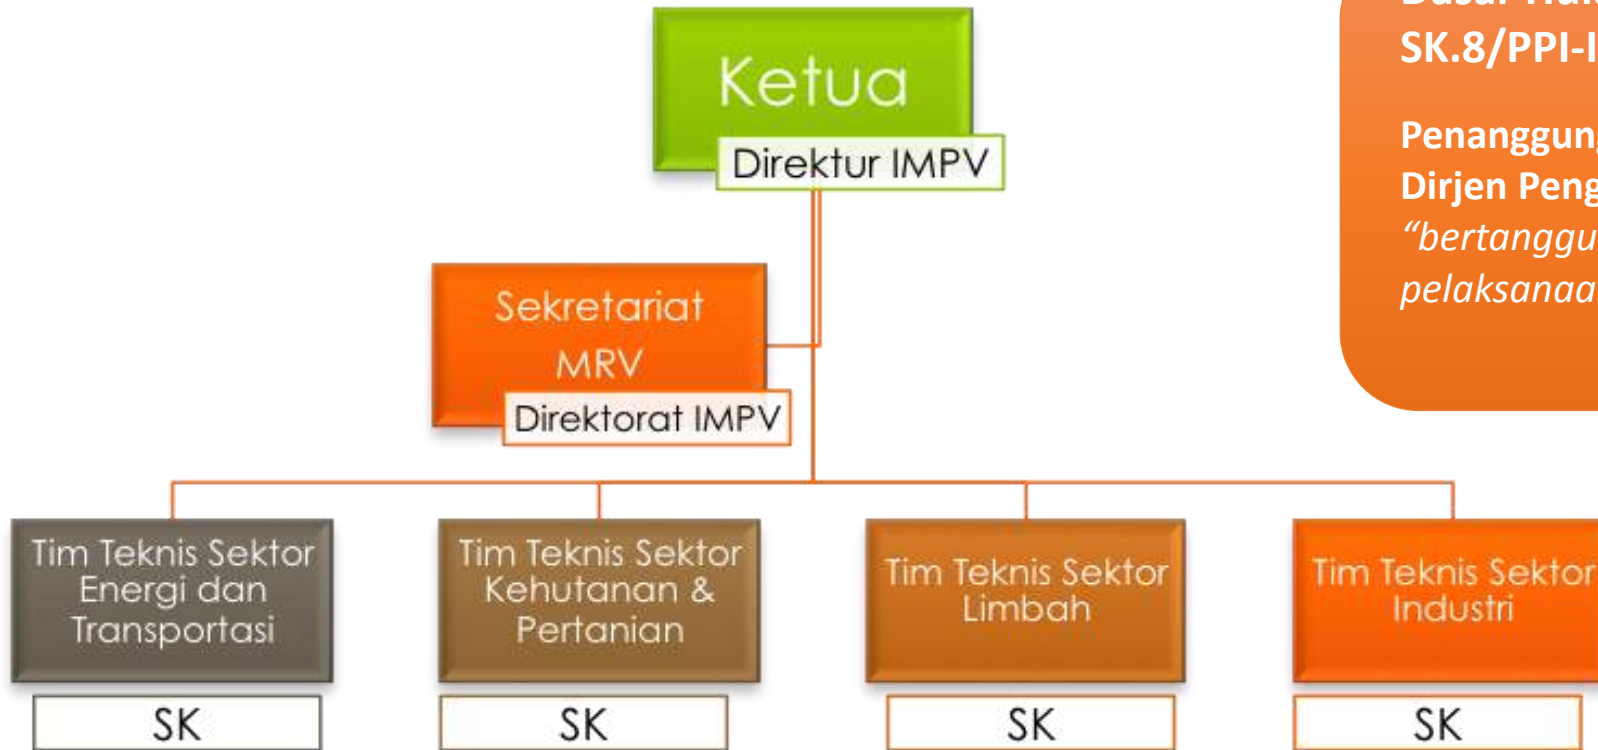 Ketua
Direktur IMPV
SK.8/PPI-I
Penanggung
Dirjen Peng
“bertanggu
pelaksanaa
Sekretariat
MRV
Direktorat IMPV
Tim Teknis Sektor
Energi dan
Transportasi
SK
Tim Teknis Sektor
Kehutanan &
Pertanian
SK
Tim Teknis Sektor
Limbah
SK
Tim Teknis Sektor
Industri
SK